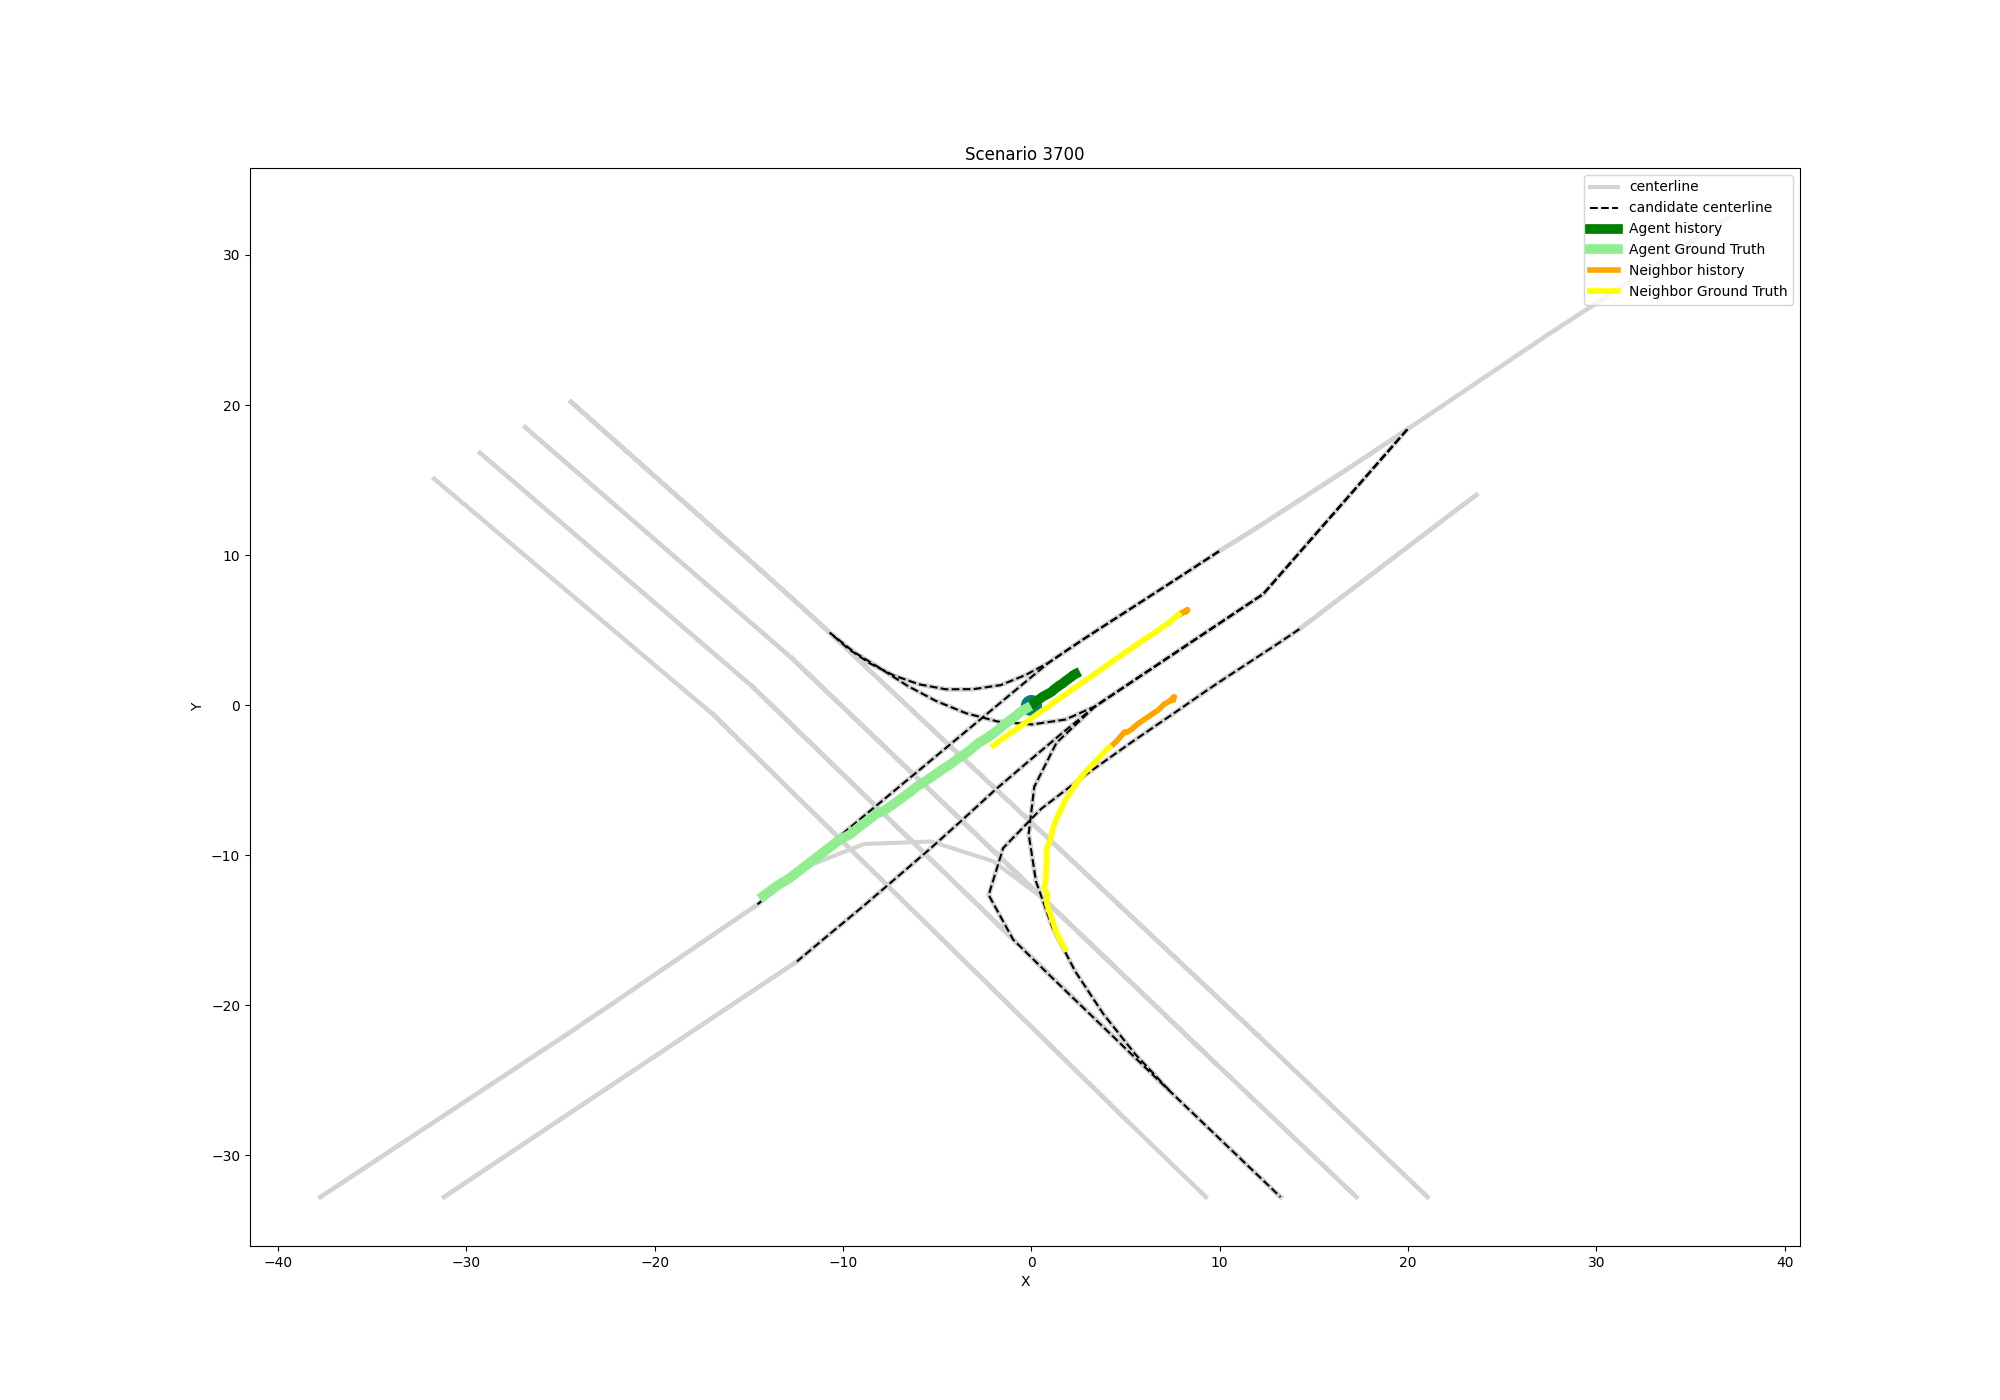 Scenario 3700
centerline
candidate centerline
Agent history
Agent Ground Truth
Neighbor history
Neighbor Ground Truth
30
20
10
0
−10
−20
−30
Y
−40 −30 −20 −10 0 10 20 30 40
X